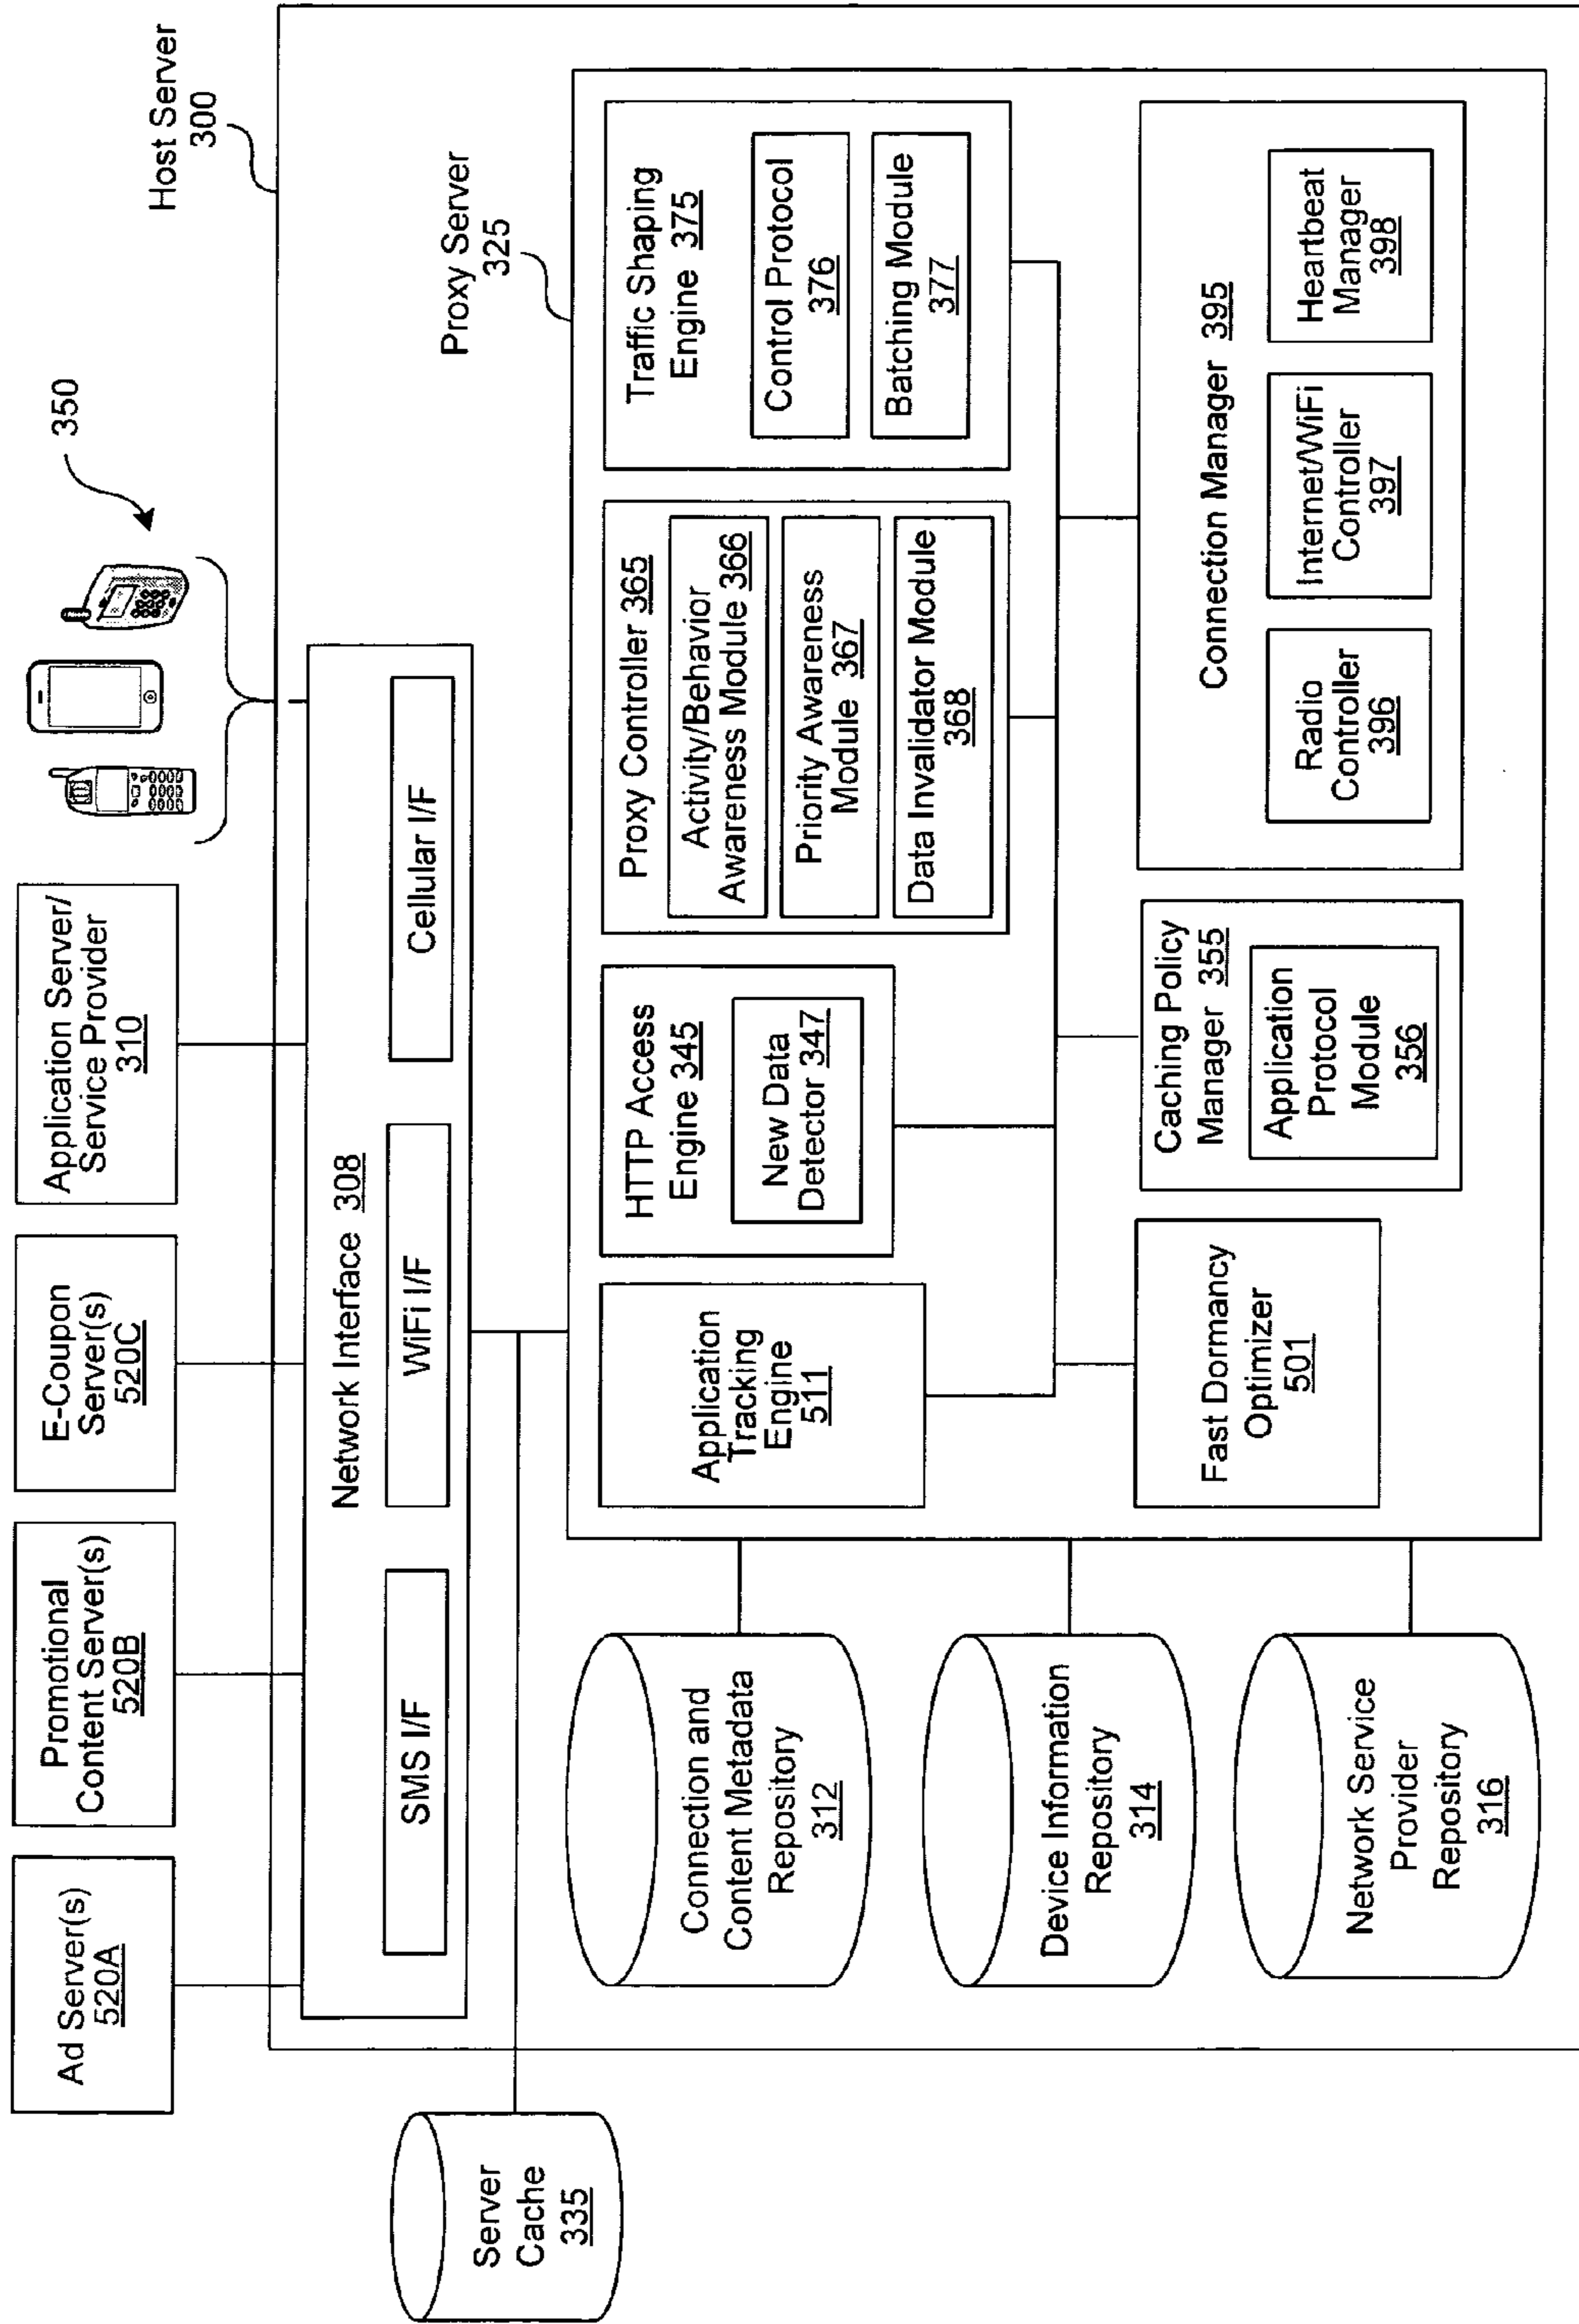 Ad Server(s)
520A
Promotional
Content Server(s)
520B
E-Coupon
Server(s)
520C
Application Server/
Service Provider
310
350
Host Server
300
Server
Cache
335
Network Interface 308
SMS I/F
WiFi I/F
Cellular I/F
Proxy Server
325
Connection and
Content Metadata
Repository
312
Device Information
Repository
314
Network Service
Provider
Repository
316
Application
Tracking
Engine
511
HTTP Access
Engine 345
New Data
Detector 347
Proxy Controller 365
Activity/Behavior
Awareness Module 366
Priority Awareness
Module 367
Data Invalidator Module
368
Traffic Shaping
Engine 375
Control Protocol
376
Batching Module
377
Fast Dormancy
Optimizer
501
Caching Policy
Manager 355
Application
Protocol
Module
356
Connection Manager 395
Radio
Controller
396
Internet/WiFi
Controller
397
Heartbeat
Manager
398